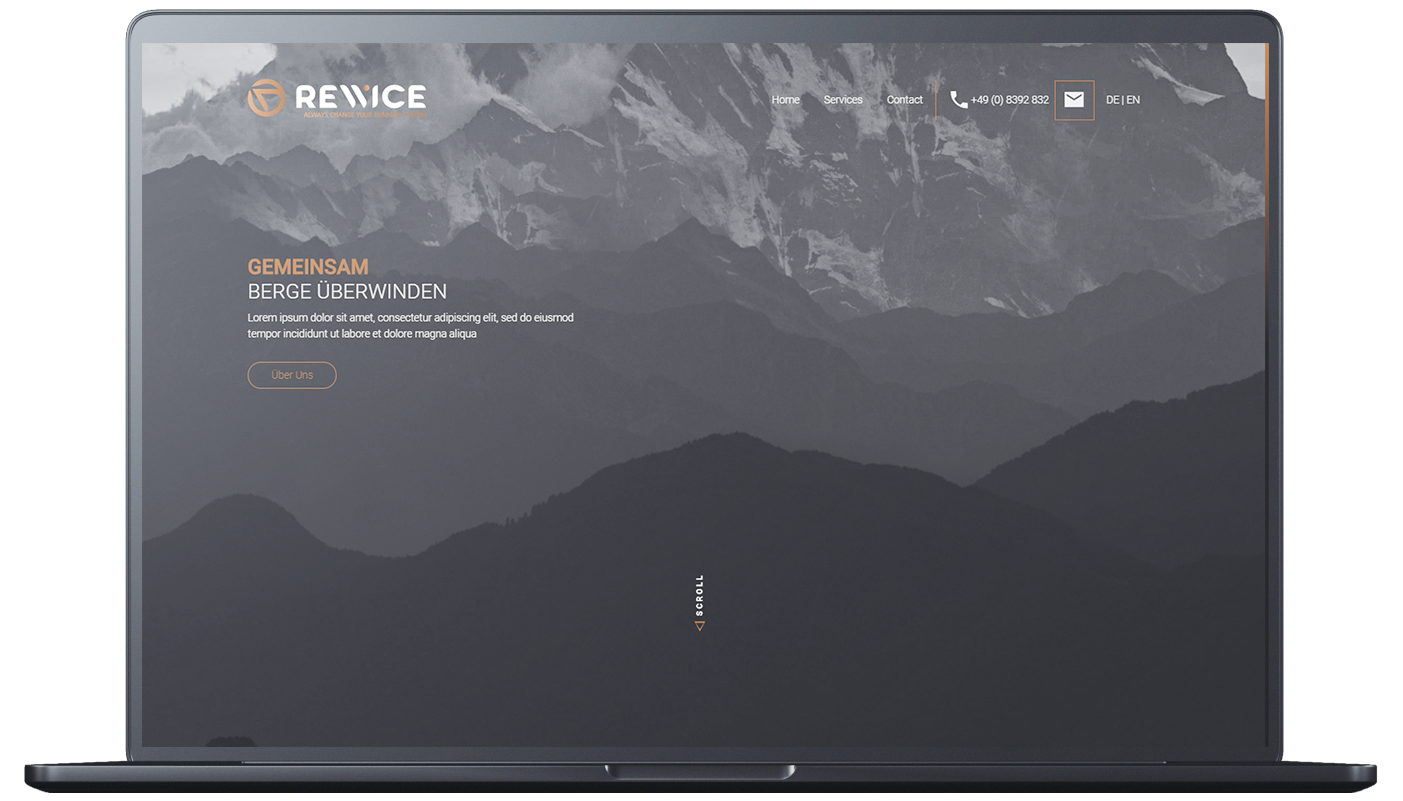 REWICE
ALWAYS CHANGE YOUR
Home Services Contact +49 (0) 8392 832 DE | EN
GEMEINSAM
BERGE ÜBERWINDEN
Lorem ipsum dolor sit amet, consectetur adipiscing elit, sed do eiusmod
tempor incididunt ut labore et dolore magna aliqua
Über Uns
SCROLL